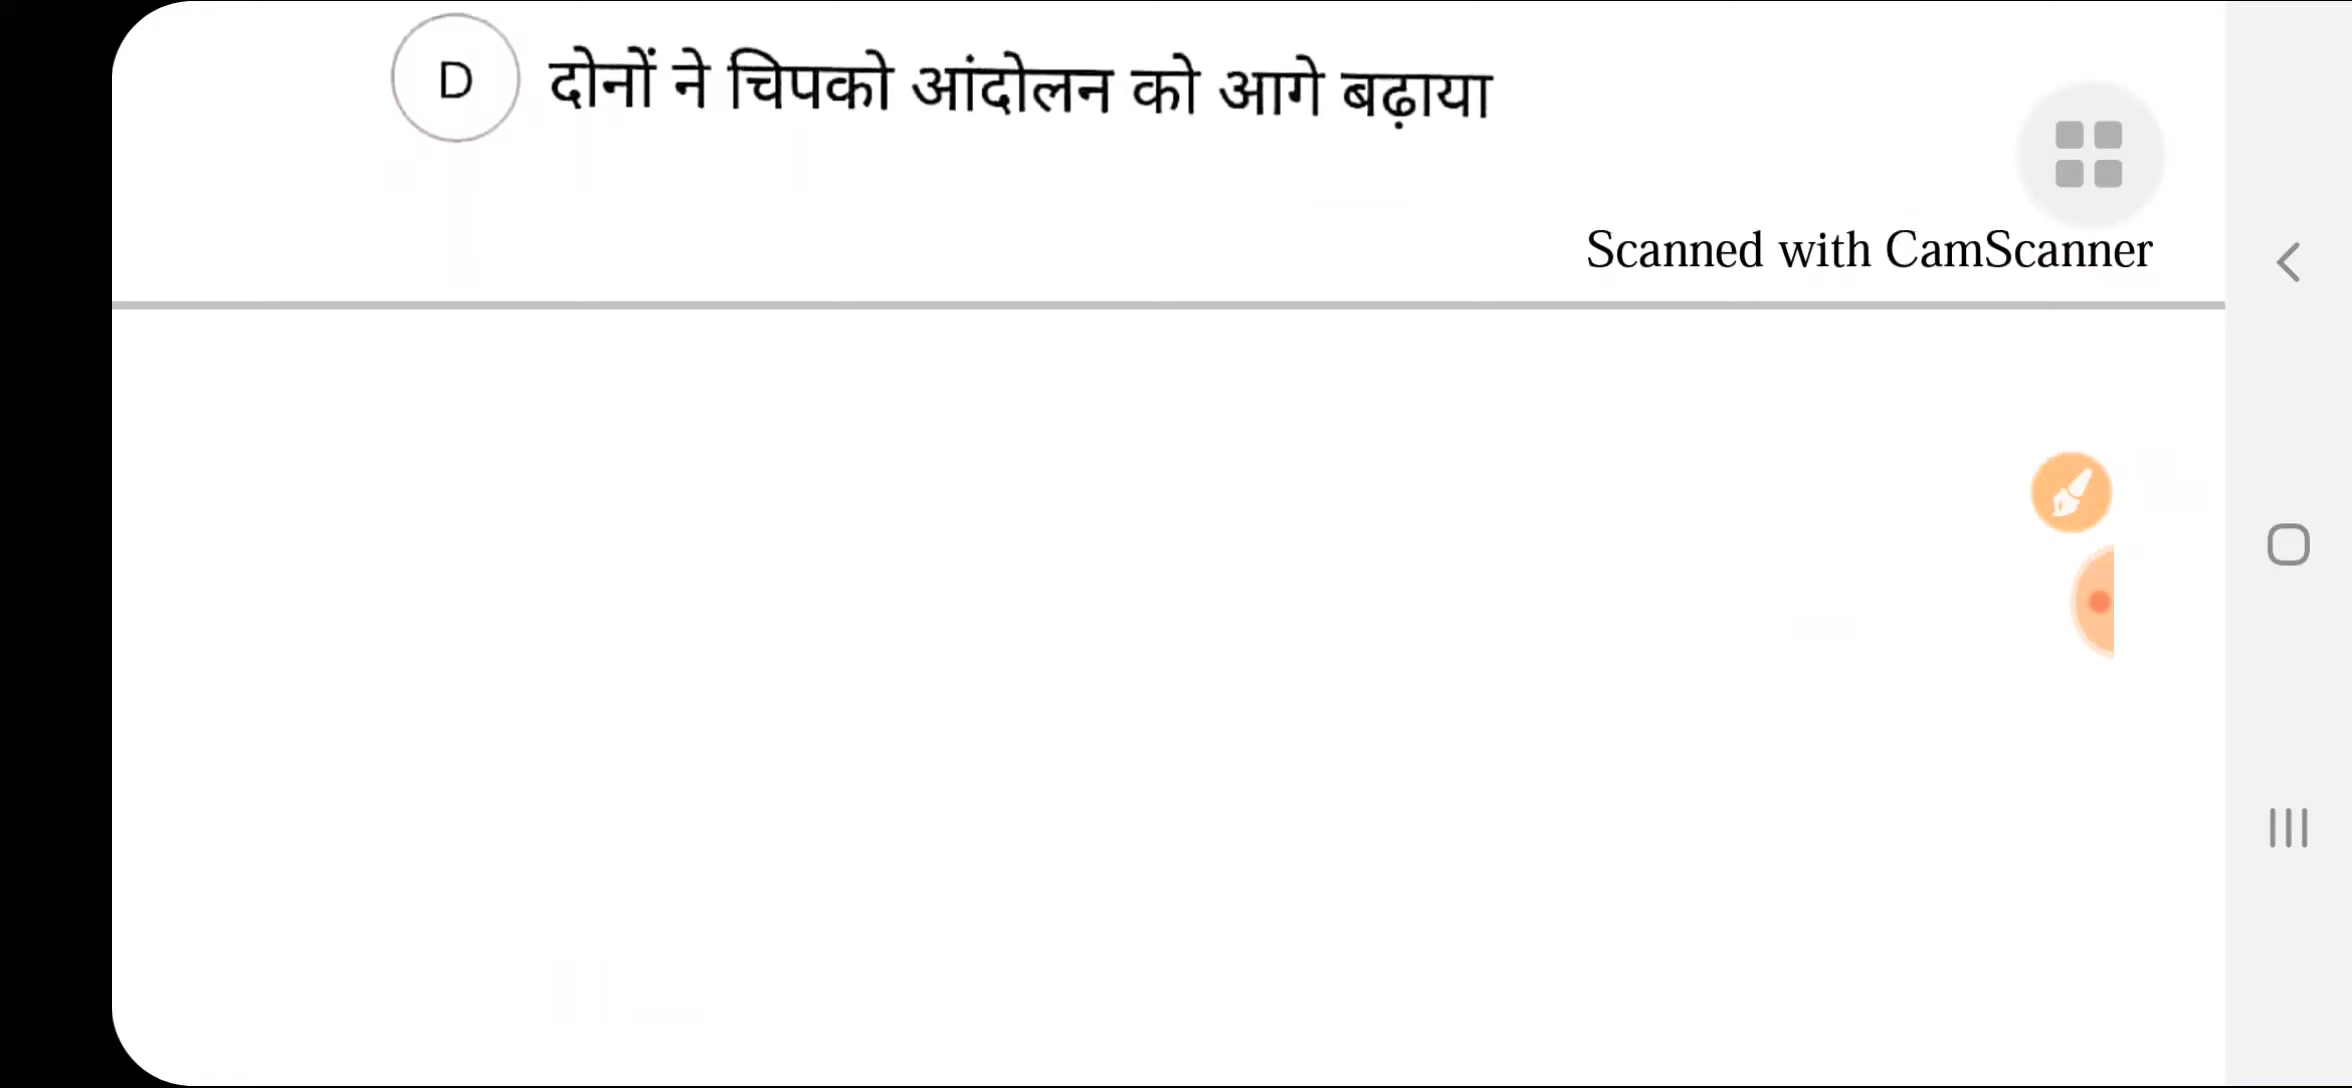 D दोनों ने चिपको आंदोलन को आगे बढ़ाया
Scanned with CamScanner